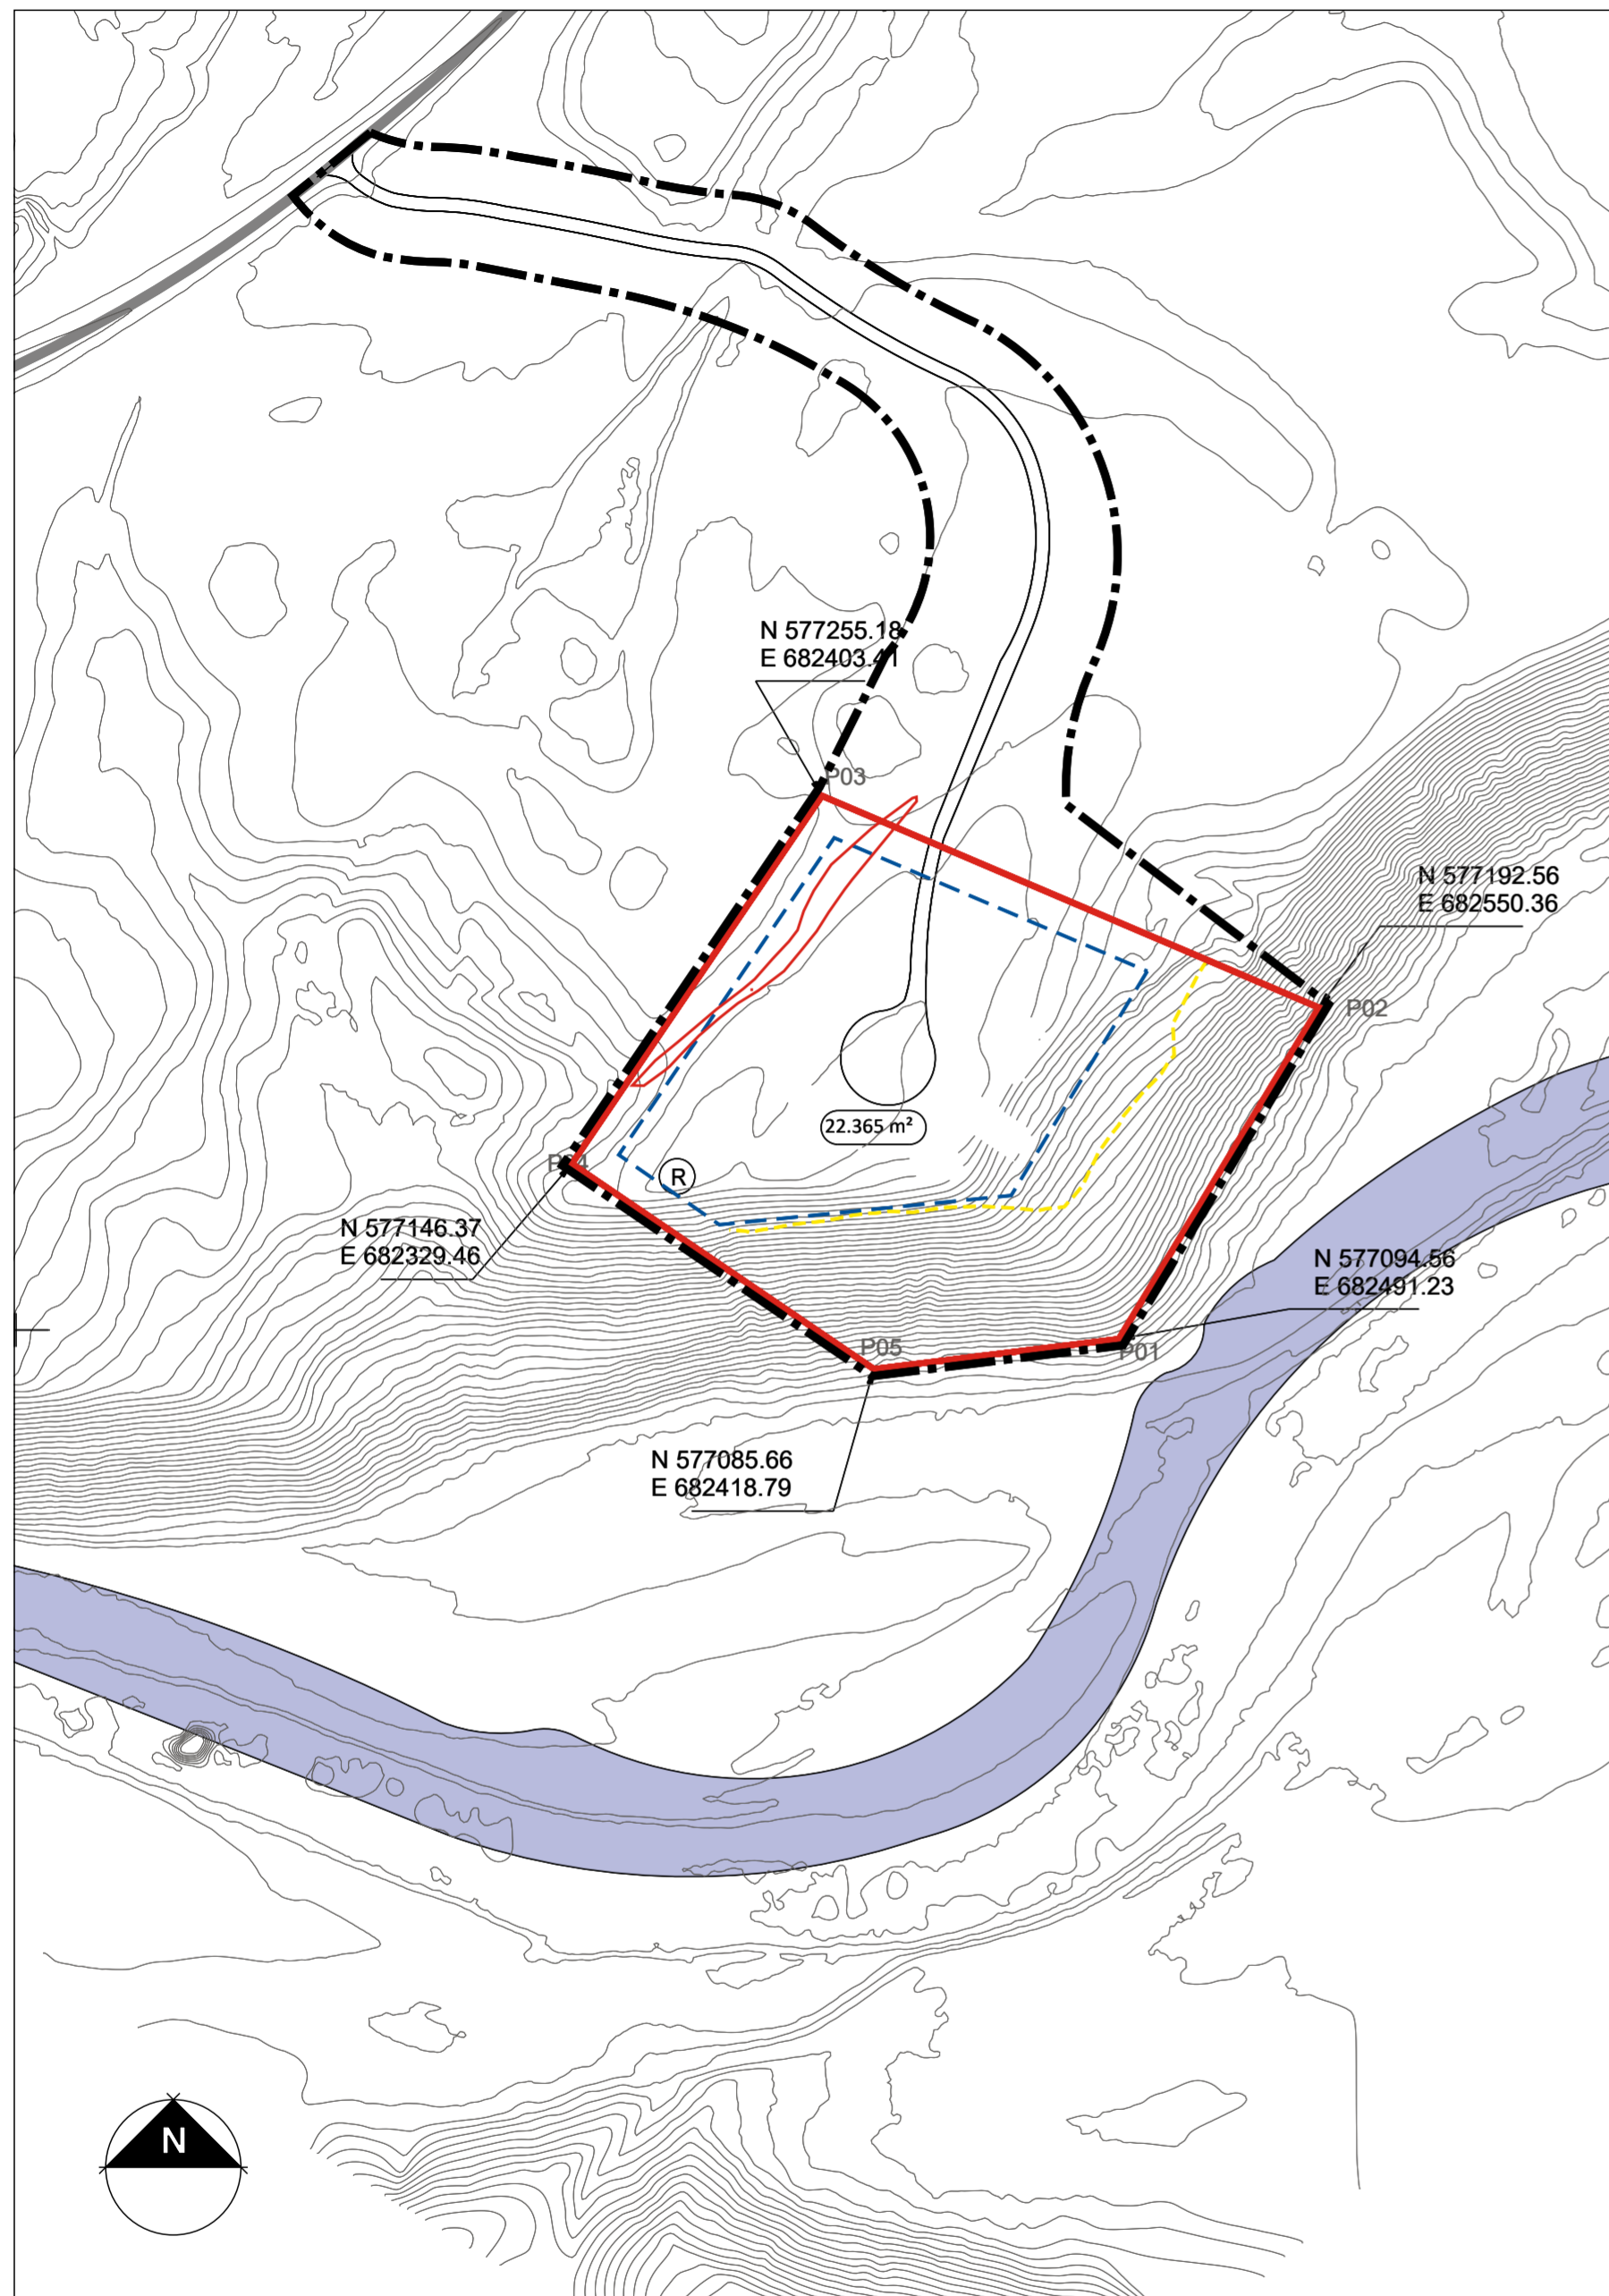 N 577255.18
E 682403.41
P03
N 577192.56
E 682550.36
P02
22.365 m²
P04
R
N 577146.37
E 682329.46
N 577094.56
E 682491.23
P05
P01
N 577085.66
E 682418.79
N